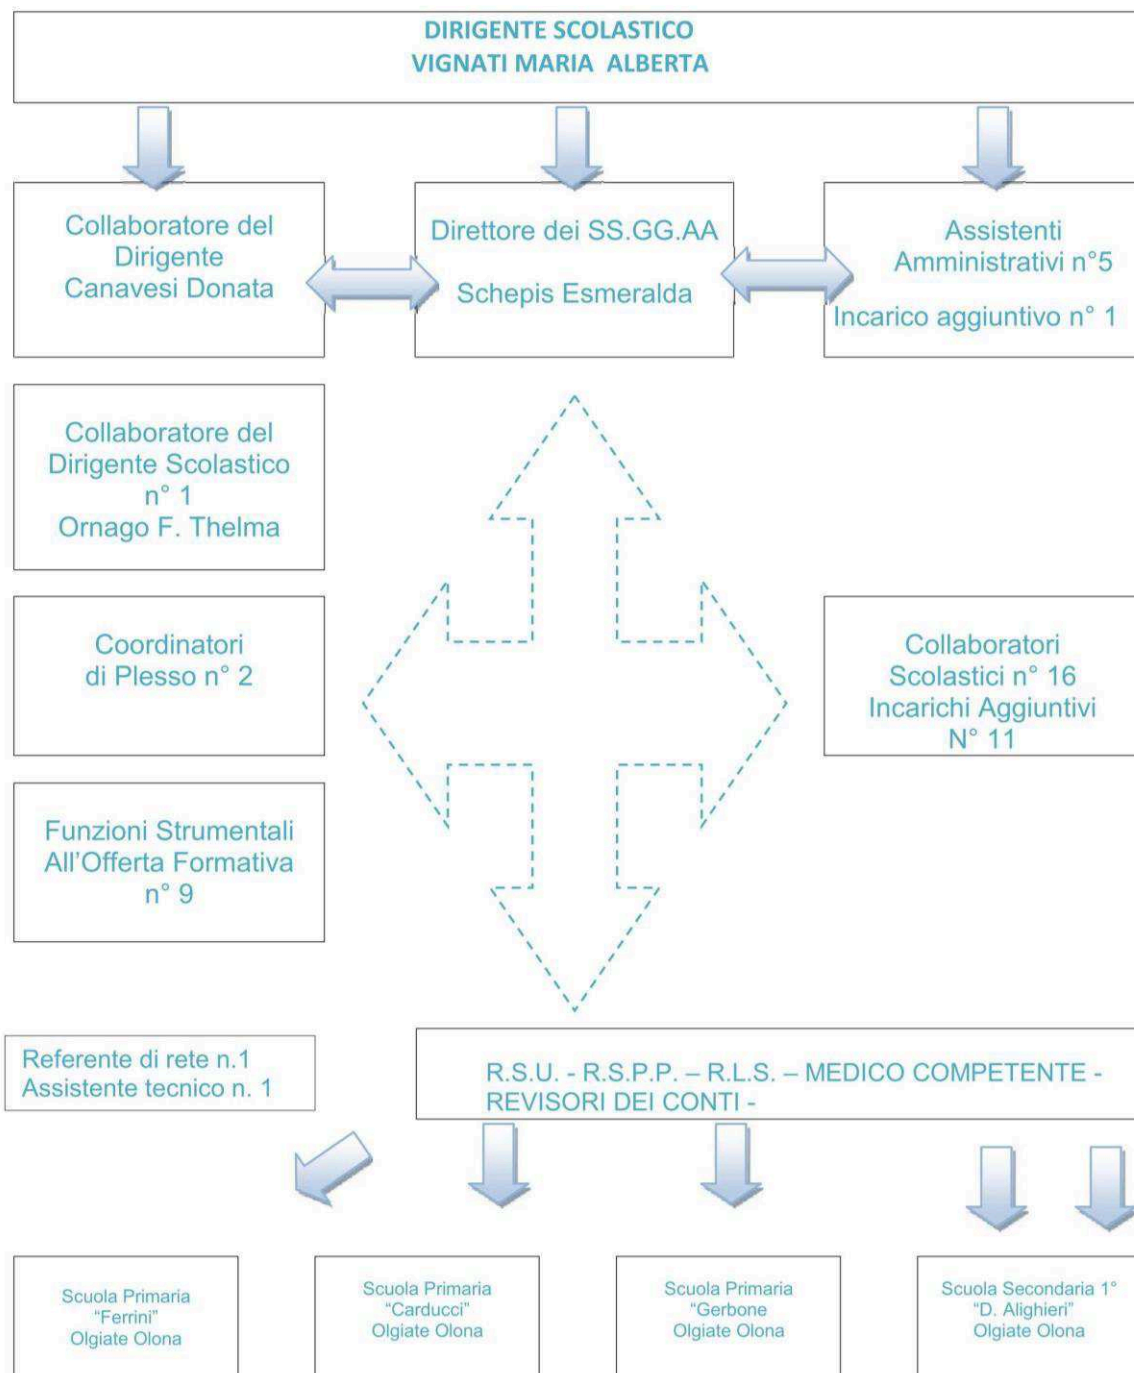 DIRIGENTE SCOLASTICO
VIGNATI MARIA ALBERTA
Collaboratore del
Dirigente
Canavesi Donata
Direttore dei SS.GG.AA
Schepis Esmeralda
Assistenti
Amministrativi n°5
Incarico aggiuntivo n° 1
Collaboratore del
Dirigente Scolastico
n° 1
Ornago F. Thelma
Coordinatori
di Plesso n° 2
Collaboratori
Scolastici n° 16
Incarichi Aggiuntivi
N° 11
Funzioni Strumentali
All'Offerta Formativa
n° 9
Referente di rete n.1
Assistente tecnico n. 1
R.S.U. - R.S.P.P. – R.L.S. – MEDICO COMPETENTE -
REVISORI DEI CONTI -
Scuola Primaria
"Ferrini"
Olgiate Olona
Scuola Primaria
"Carducci"
Olgiate Olona
Scuola Primaria
"Gerbone
Olgiate Olona
Scuola Secondaria 1°
"D. Alighieri"
Olgiate Olona